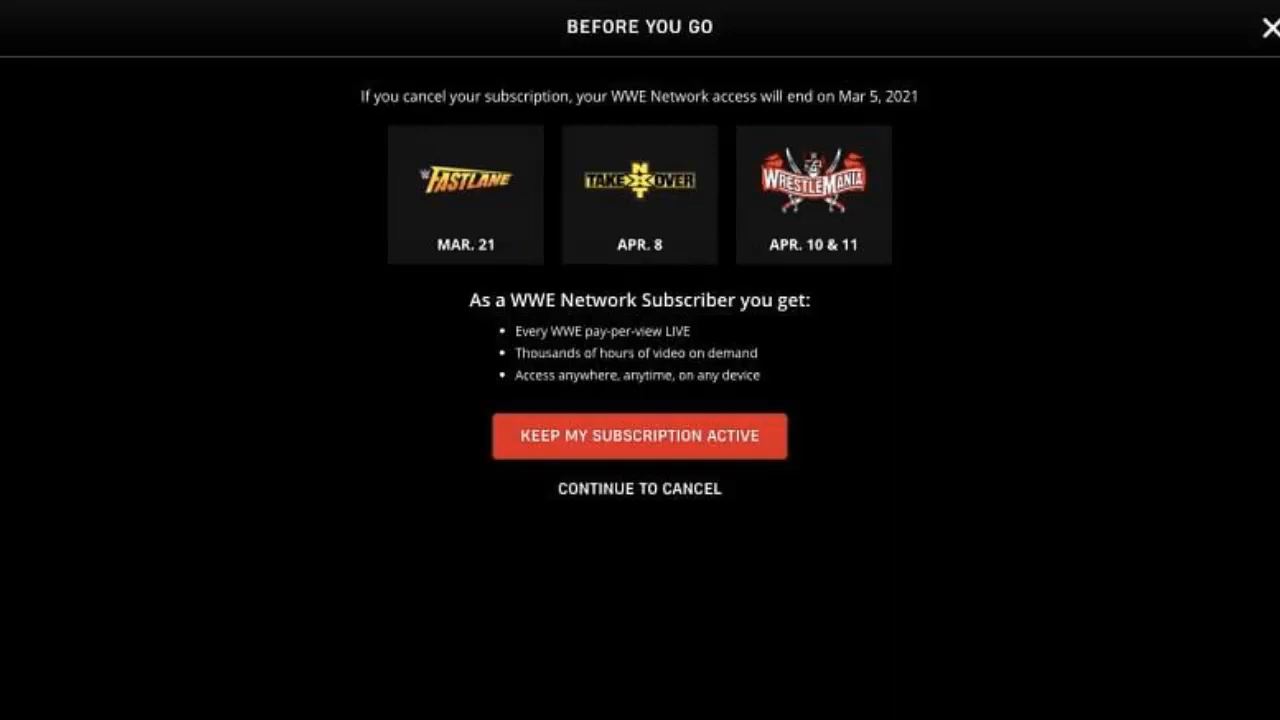 BEFORE YOU GO
If you cancel your subscription, your WWE Network access will end on Mar 5, 2021
W FASTLANE
NXT TAKEOVER
WRESTLEMANIA
MAR. 21
APR. 8
APR. 10 & 11
As a WWE Network Subscriber you get:
• Every WWE pay-per-view LIVE
• Thousands of hours of video on demand
• Access anywhere, anytime, on any device
KEEP MY SUBSCRIPTION ACTIVE
CONTINUE TO CANCEL